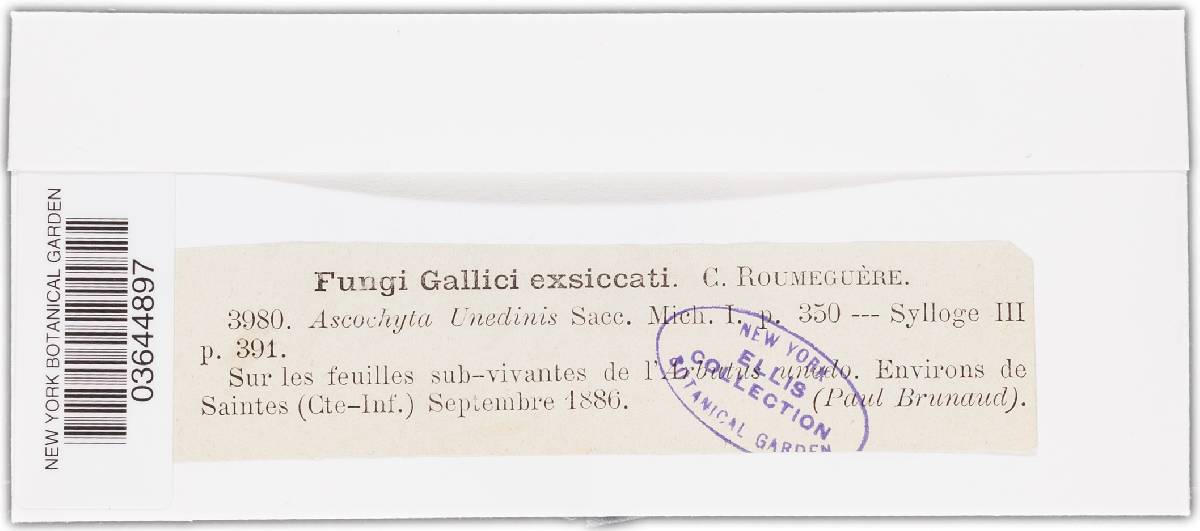 NEW YORK BOTANICAL GARDEN
03644897
Fungi Gallici exsiccati. C. ROUMEGUÈRE.
3980. Ascochyta Unedinis Sacc. Mich. I. p. 350 --- Sylloge III
p. 391.
Sur les feuilles sub-vivantes de l'Arbutus unedo. Environs de
Saintes (Cte-Inf.) Septembre 1886. (Paul Brunaud).
NEW YORK
ELLIS
COLLECTION
BOTANICAL GARDEN